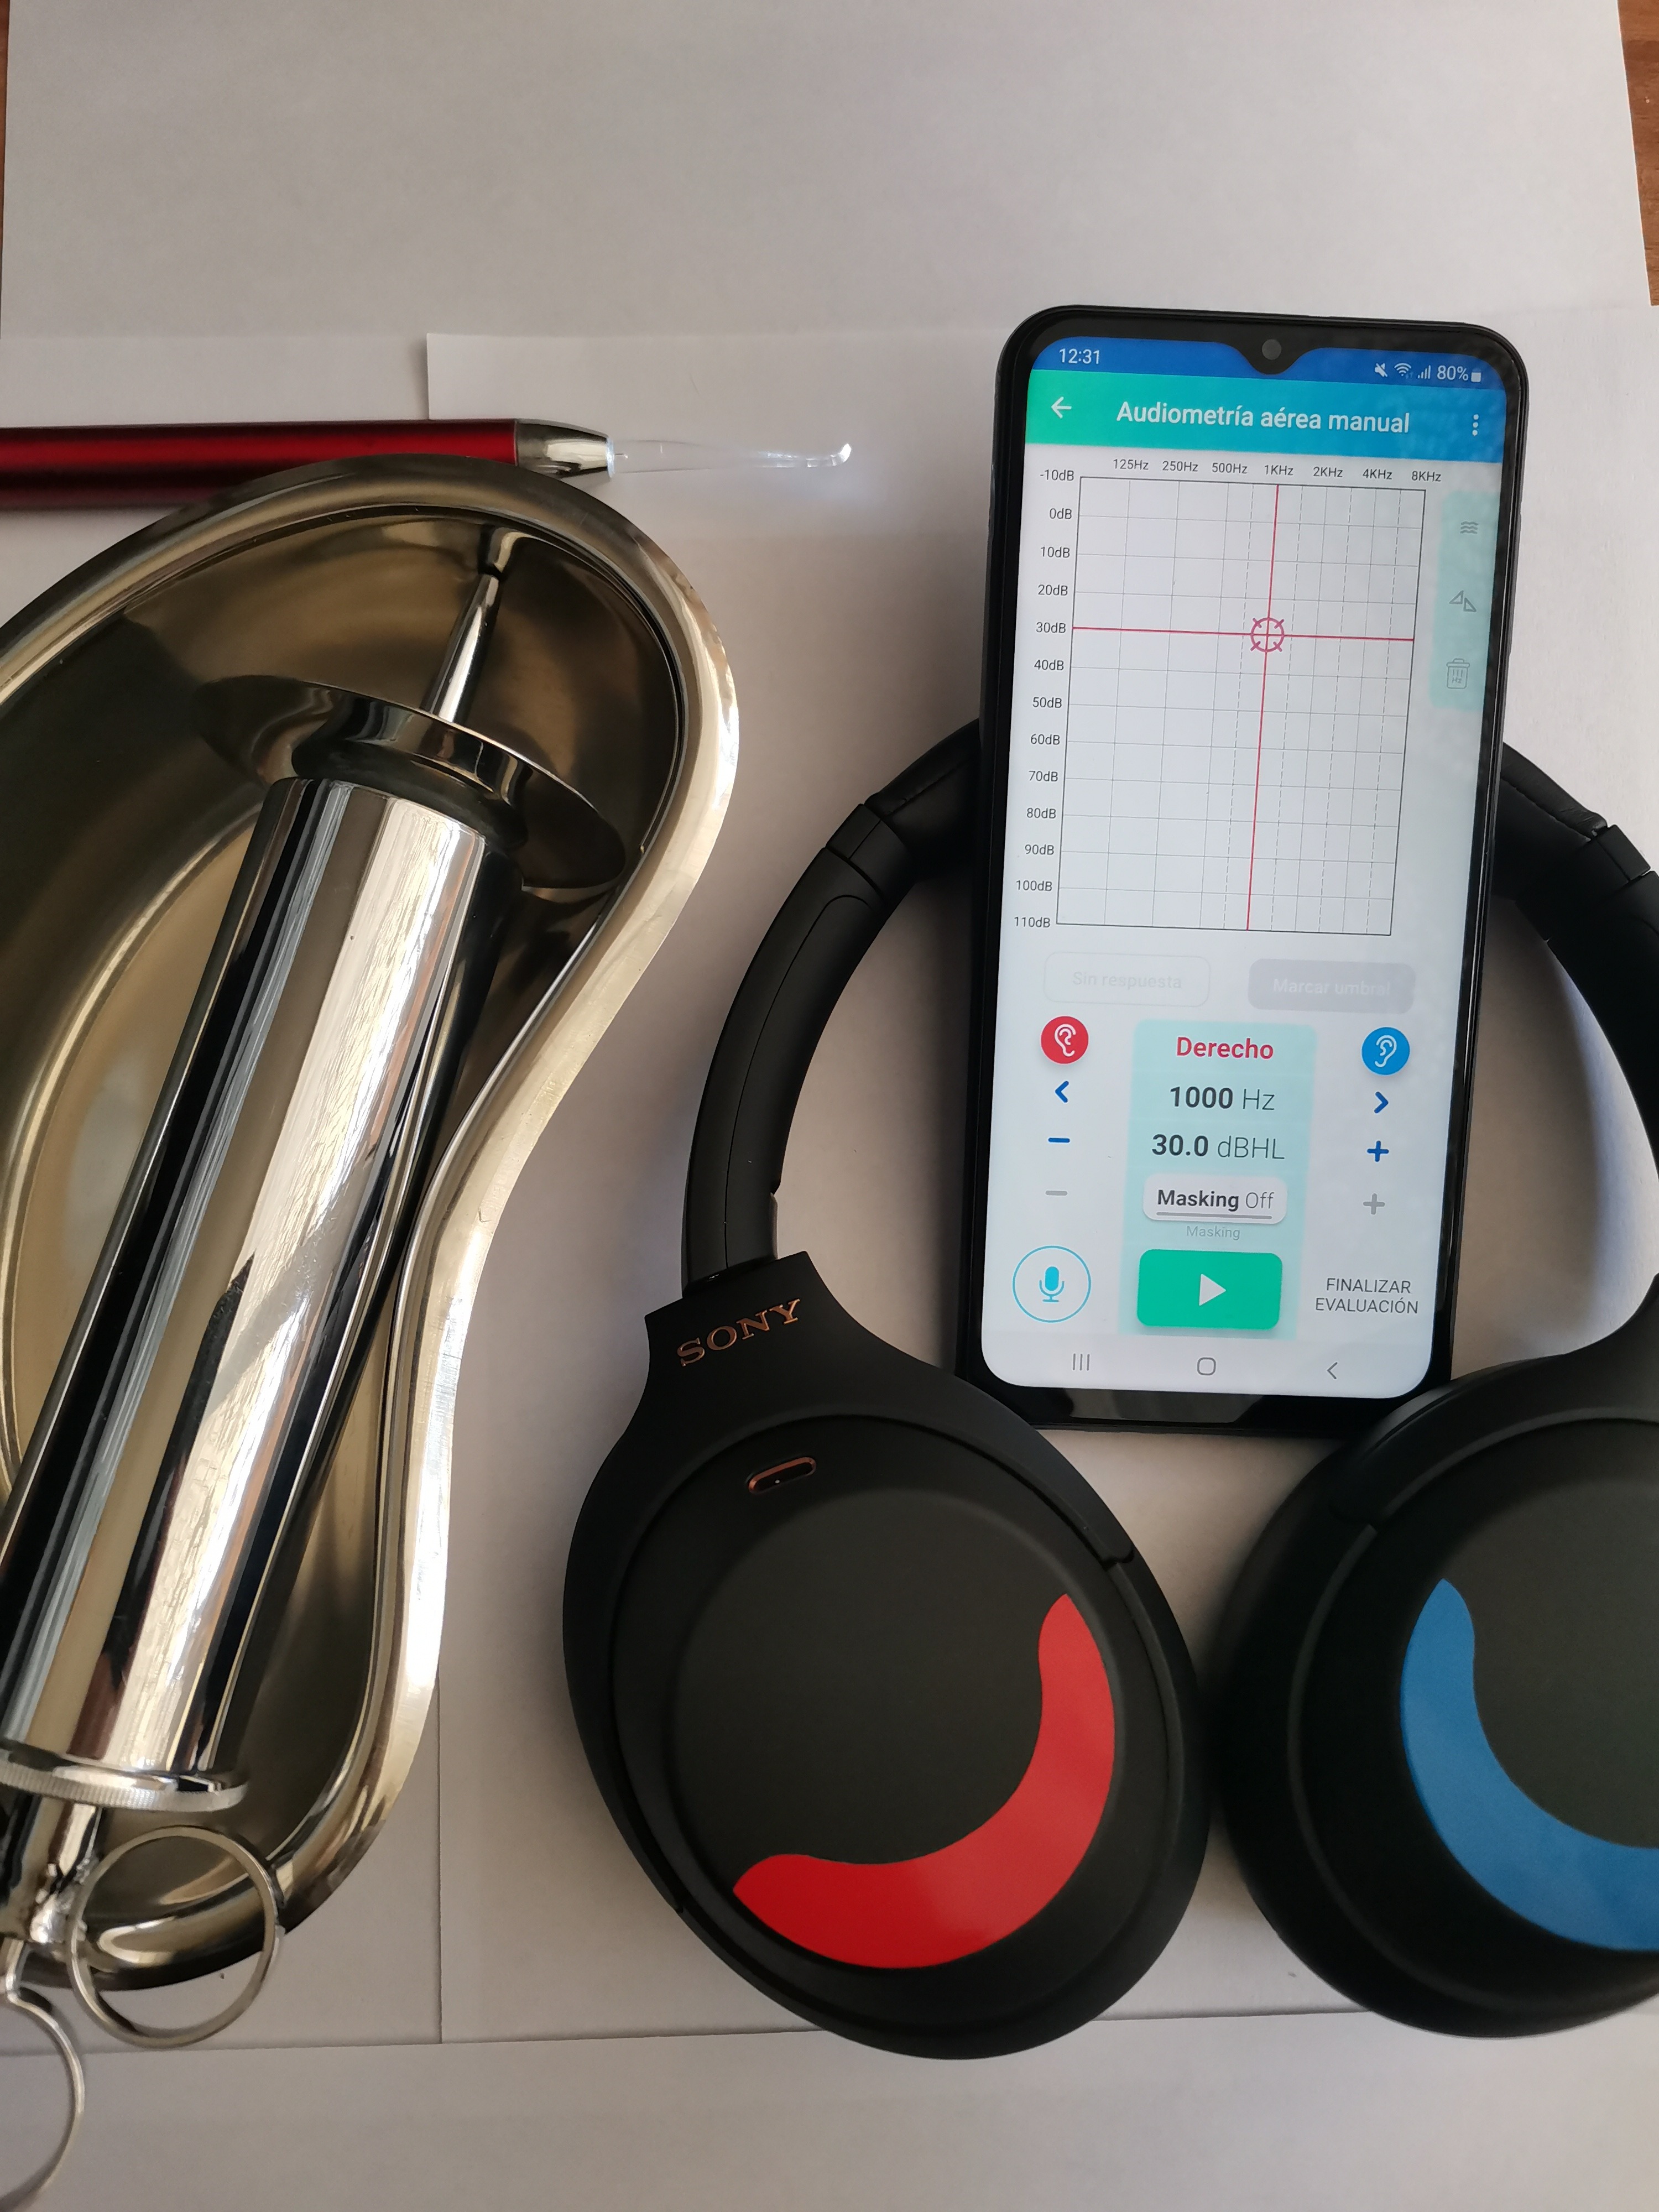 12:31
80%
Audiometría aérea manual
125Hz 250Hz 500Hz 1KHz 2KHz 4KHz 8KHz
-10dB
0dB
10dB
20dB
30dB
40dB
50dB
60dB
70dB
80dB
90dB
100dB
110dB
Sin respuesta Marcar umbral
Derecho
1000 Hz
30.0 dBHL
Masking Off
Masking
FINALIZAR
EVALUACIÓN
SONY